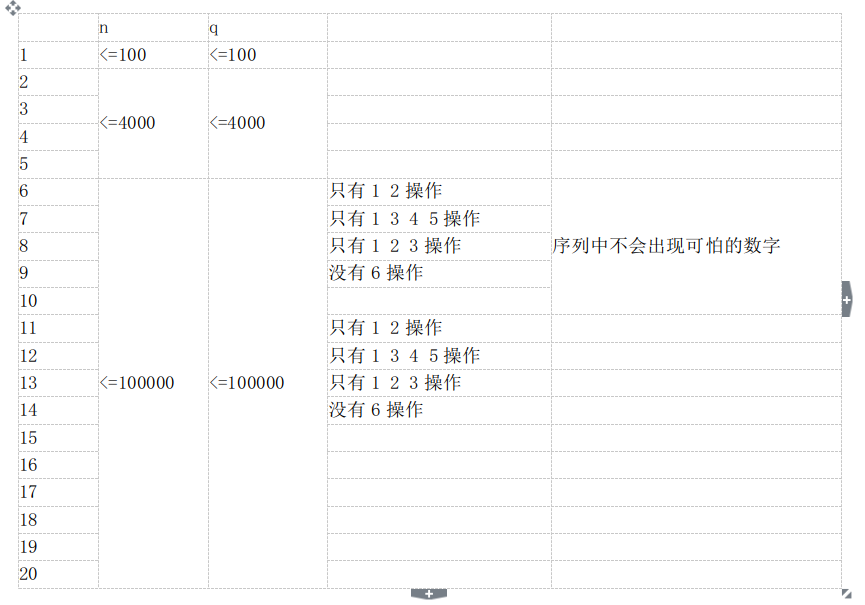 n q
1 <=100 <=100
2
3
<=4000 <=4000
4
5
6 只有 1 2 操作
7 只有 1 3 4 5 操作
8 只有 1 2 3 操作 序列中不会出现可怕的数字
9 没有 6 操作
10
11 只有 1 2 操作
12 只有 1 3 4 5 操作
13 <=100000 <=100000 只有 1 2 3 操作
14 没有 6 操作
15
16
17
18
19
20